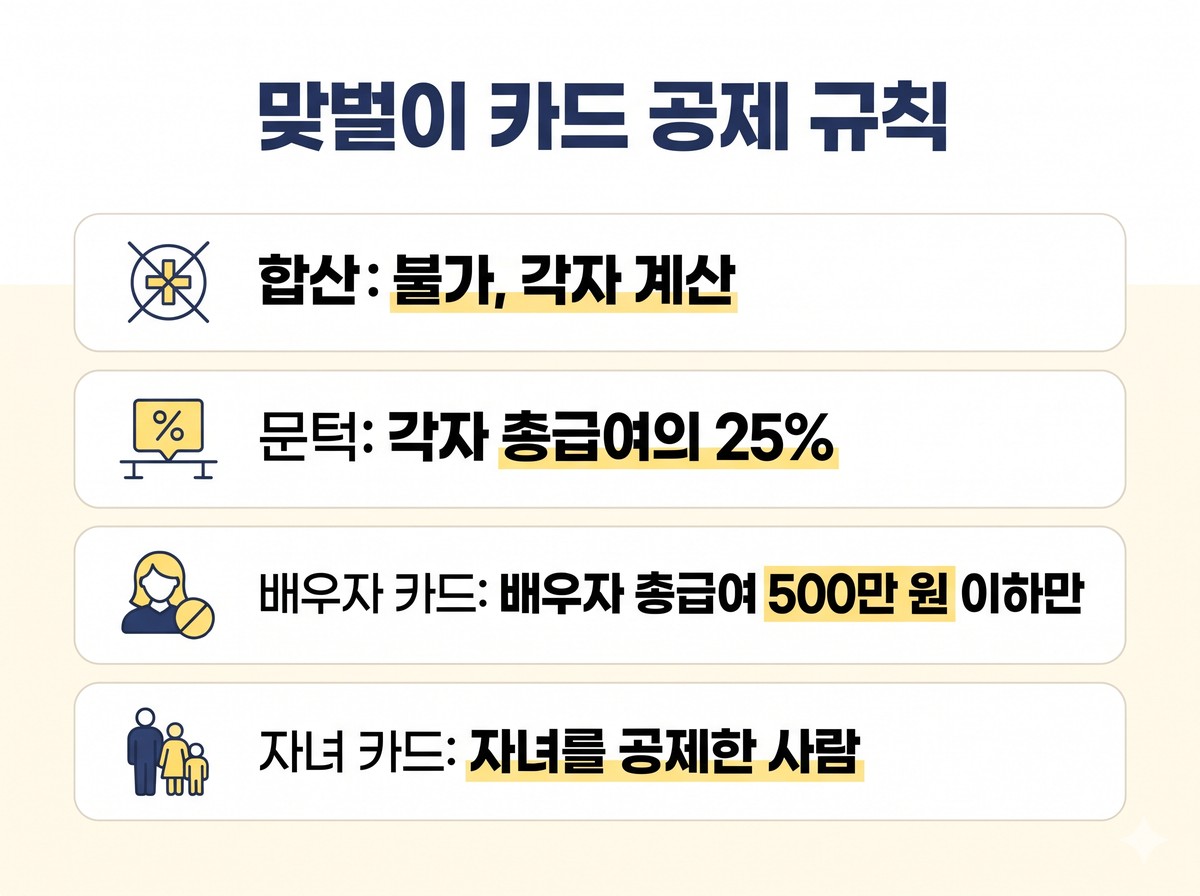 맞벌이 카드 공제 규칙
합산: 불가, 각자 계산
%
문턱: 각자 총급여의 25%
배우자 카드: 배우자 총급여 500만 원 이하만
자녀 카드: 자녀를 공제한 사람